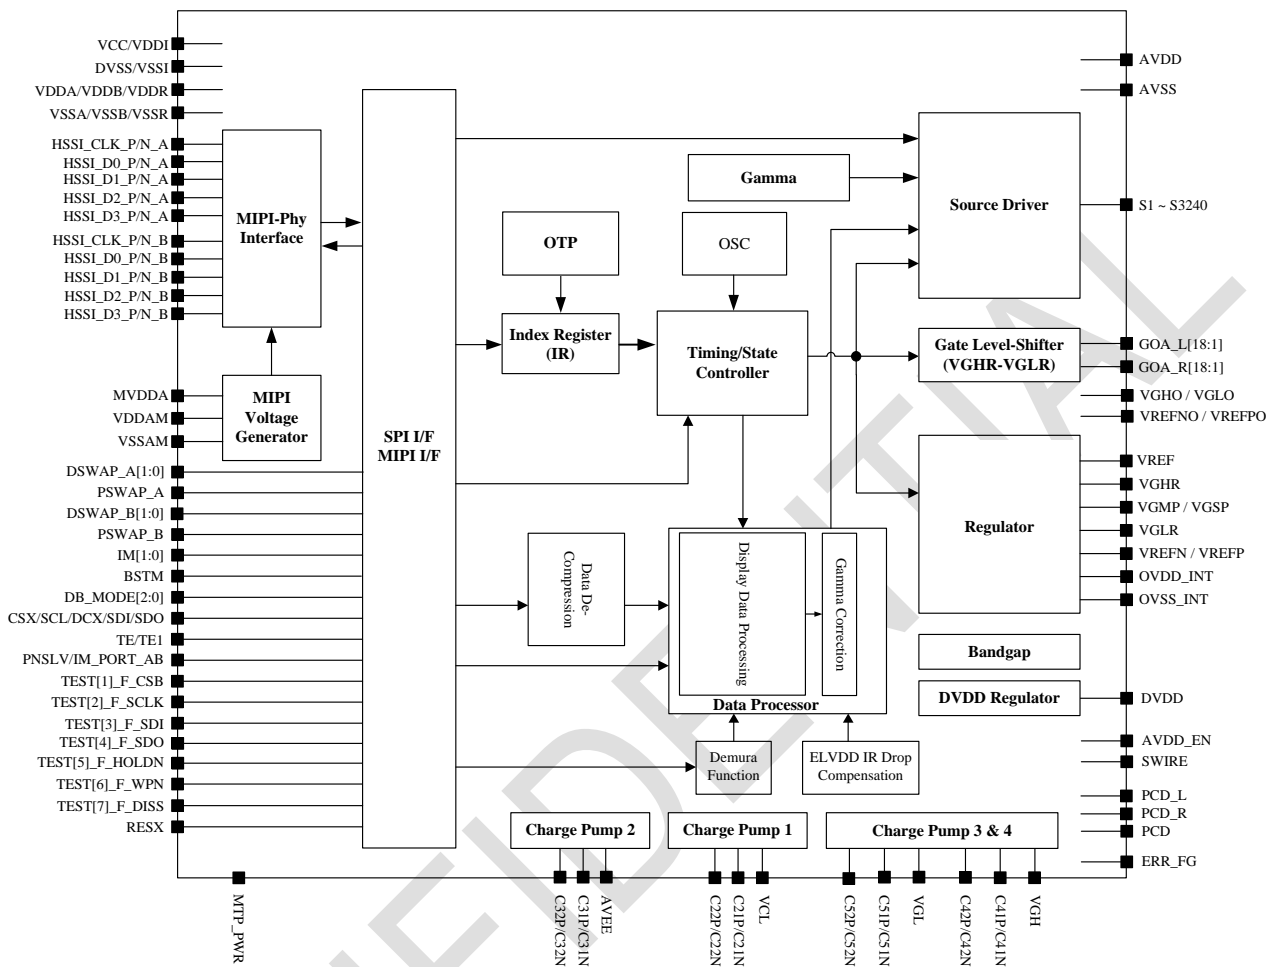 VCC/VDDI
DVSS/VSSI
VDDA/VDDB/VDDR
VSSA/VSSB/VSSR
HSSI_CLK_P/N_A
HSSI_D0_P/N_A
HSSI_D1_P/N_A
HSSI_D2_P/N_A
HSSI_D3_P/N_A
HSSI_CLK_P/N_B
HSSI_D0_P/N_B
HSSI_D1_P/N_B
HSSI_D2_P/N_B
HSSI_D3_P/N_B
MVDDA
VDDAM
VSSAM
DSWAP_A[1:0]
PSWAP_A
DSWAP_B[1:0]
PSWAP_B
IM[1:0]
BSTM
DB_MODE[2:0]
CSX/SCL/DCX/SDI/SDO
TE/TE1
PNSLV/IM_PORT_AB
TEST[1]_F_CSB
TEST[2]_F_SCLK
TEST[3]_F_SDI
TEST[4]_F_SDO
TEST[5]_F_HOLDN
TEST[6]_F_WPN
TEST[7]_F_DISS
RESX
MIPI-Phy
Interface
MIPI
Voltage
Generator
SPI I/F
MIPI I/F
OTP
Index Register
(IR)
OSC
Timing/State
Controller
Gamma
Source Driver
Gate Level-Shifter
(VGHR-VGLR)
Regulator
Bandgap
DVDD Regulator
Data De-
Compression
Display Data Processing
Gamma Correction
Data Processor
Demura
Function
ELVDD IR Drop
Compensation
Charge Pump 2
Charge Pump 1
Charge Pump 3 & 4
AVDD
AVSS
S1 ~ S3240
GOA_L[18:1]
GOA_R[18:1]
VGHO / VGLO
VREFNO / VREFPO
VREF
VGHR
VGMP / VGSP
VGLR
VREFN / VREFP
OVDD_INT
OVSS_INT
DVDD
AVDD_EN
SWIRE
PCD_L
PCD_R
PCD
ERR_FG
MTP_PWR
C32P/C32N
C31P/C31N
AVEE
C22P/C22N
C21P/C21N
VCL
C52P/C52N
C51P/C51N
VGL
C42P/C42N
C41P/C41N
VGH
FIDENTIAL